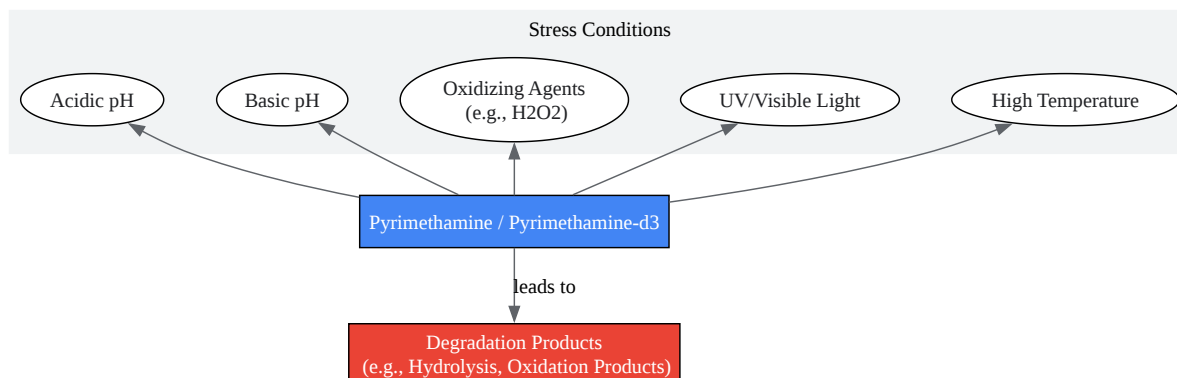 Stress Conditions
Acidic pH
Basic pH
Oxidizing Agents
(e.g., H2O2)
UV/Visible Light
High Temperature
Pyrimethamine / Pyrimethamine-d3
leads to
Degradation Products
(e.g., Hydrolysis, Oxidation Products)